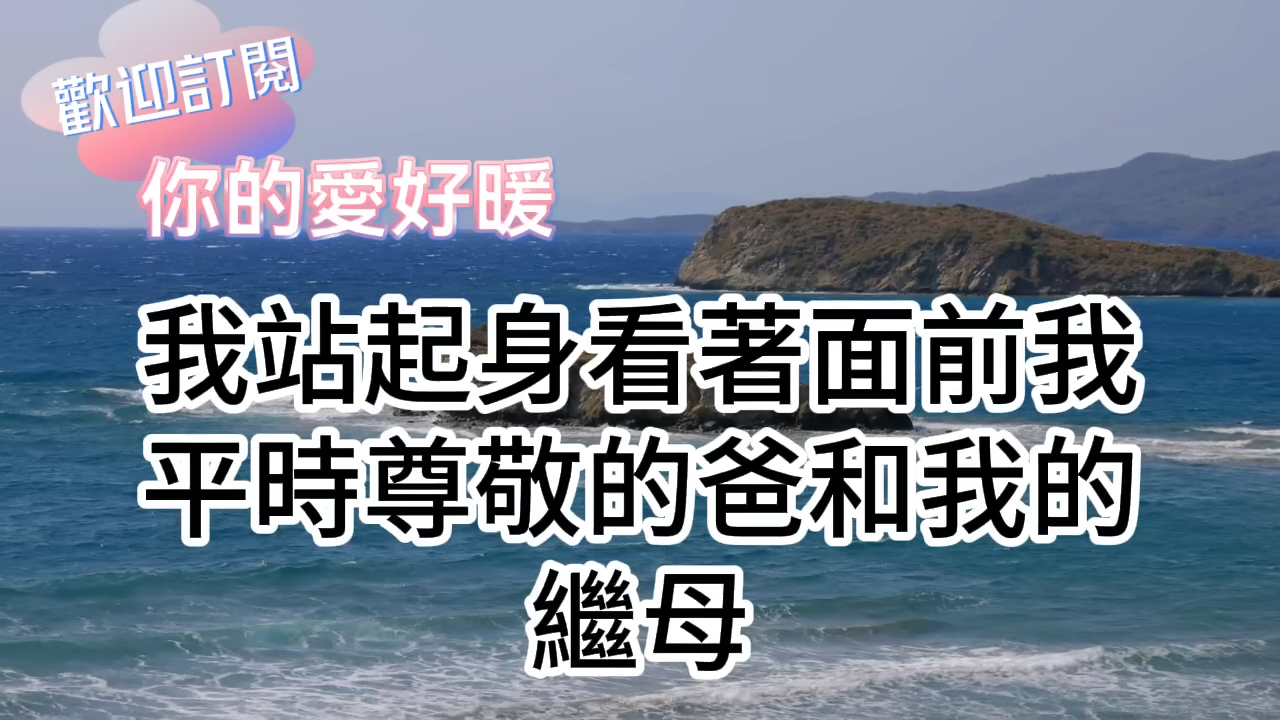 歡迎訂閱
你的愛好暖
我站起身看著面前我
平時尊敬的爸和我的
繼母